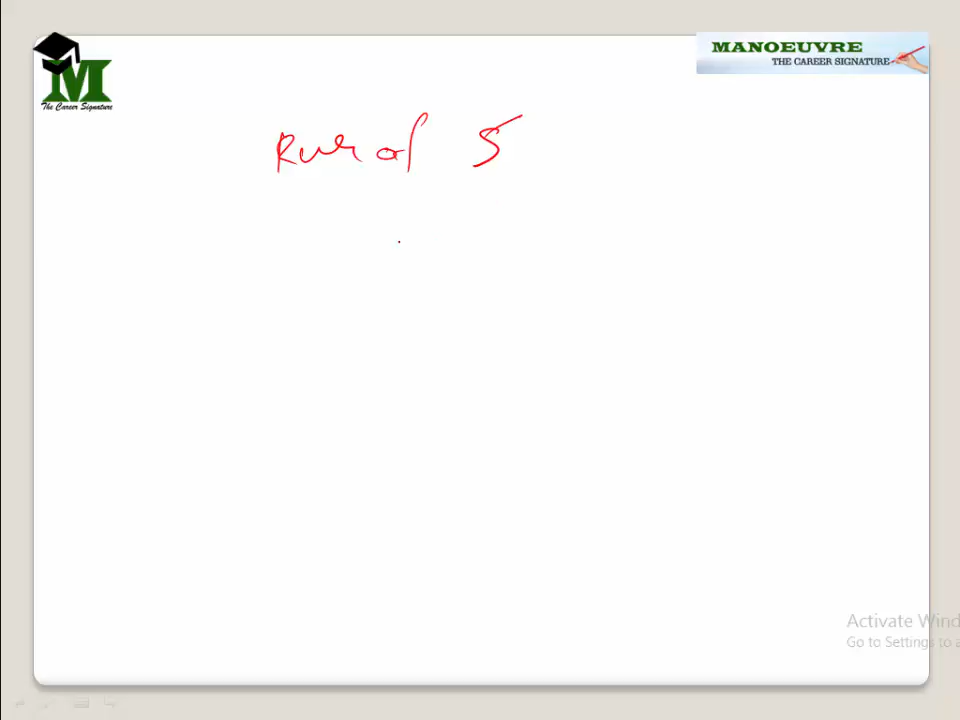 M
The Career Signature
MANOEUVRE
THE CAREER SIGNATURE
Rule of 5
Activate Wind
Go to Settings to a